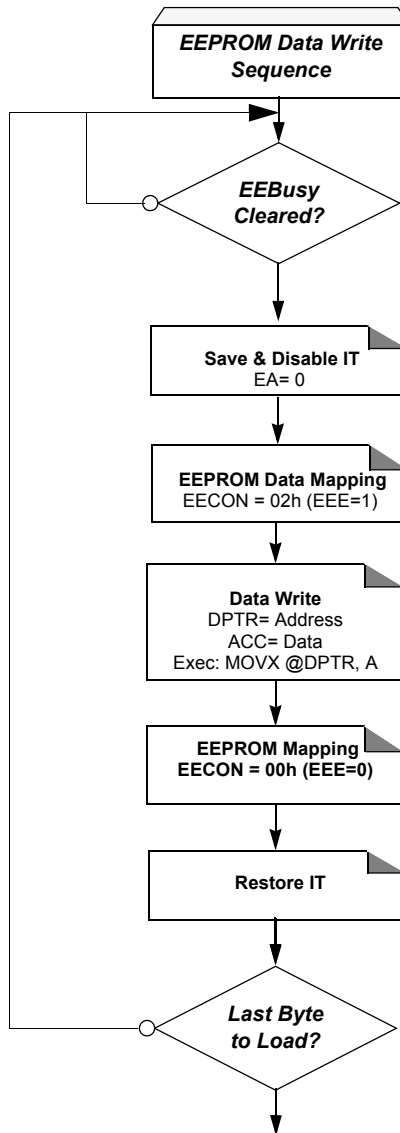 EEPROM Data Write
Sequence
EEBusy
Cleared?
Save & Disable IT
EA= 0
EEPROM Data Mapping
EECON = 02h (EEE=1)
Data Write
DPTR= Address
ACC= Data
Exec: MOVX @DPTR, A
EEPROM Mapping
EECON = 00h (EEE=0)
Restore IT
Last Byte
to Load?